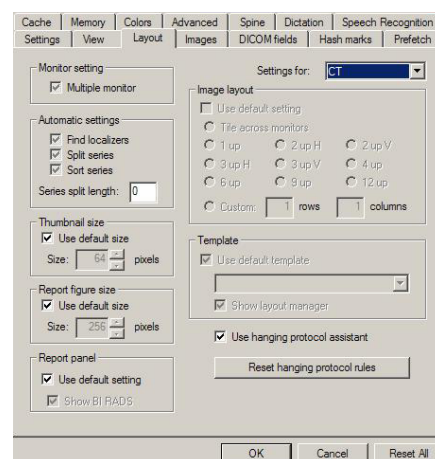 Cache Memory Colors Advanced Spine Dictation Speech Recognition
Settings View Layout Images DICOM fields Hash marks Prefetch
Monitor setting
Multiple monitor
Automatic settings
Find localizers
Split series
Sort series
Series split length: 0
Thumbnail size
Use default size
Size: 64 pixels
Report figure size
Use default size
Size: 256 pixels
Report panel
Use default setting
Show BI RADS
Settings for: CT
Image layout
Use default setting
Tile across monitors
1 up 2 up H 2 up V
3 up H 3 up V 4 up
6 up 9 up 12 up
Custom: 1 rows 1 columns
Template
Use default template
Show layout manager
Use hanging protocol assistant
Reset hanging protocol rules
OK Cancel Reset All